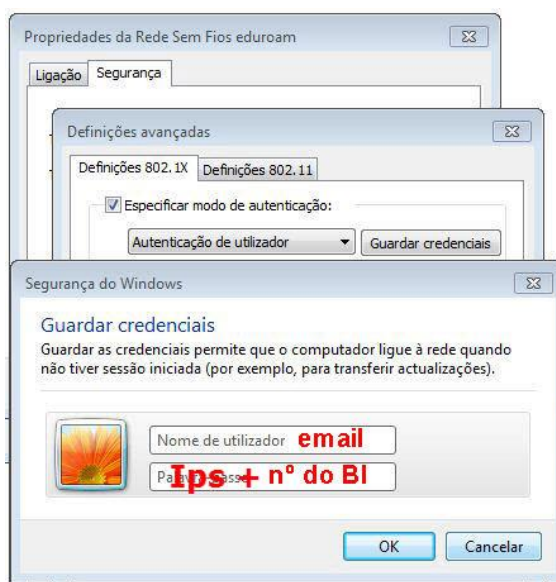 Propriedades da Rede Sem Fios eduroam
Ligação Segurança
Definições avançadas
Definições 802.1X Definições 802.11
Especificar modo de autenticação:
Autenticação de utilizador Guardar credenciais
Segurança do Windows
Guardar credenciais
Guardar as credenciais permite que o computador ligue à rede quando
não tiver sessão iniciada (por exemplo, para transferir actualizações).
Nome de utilizador email
Ips + nº do BI
OK Cancelar